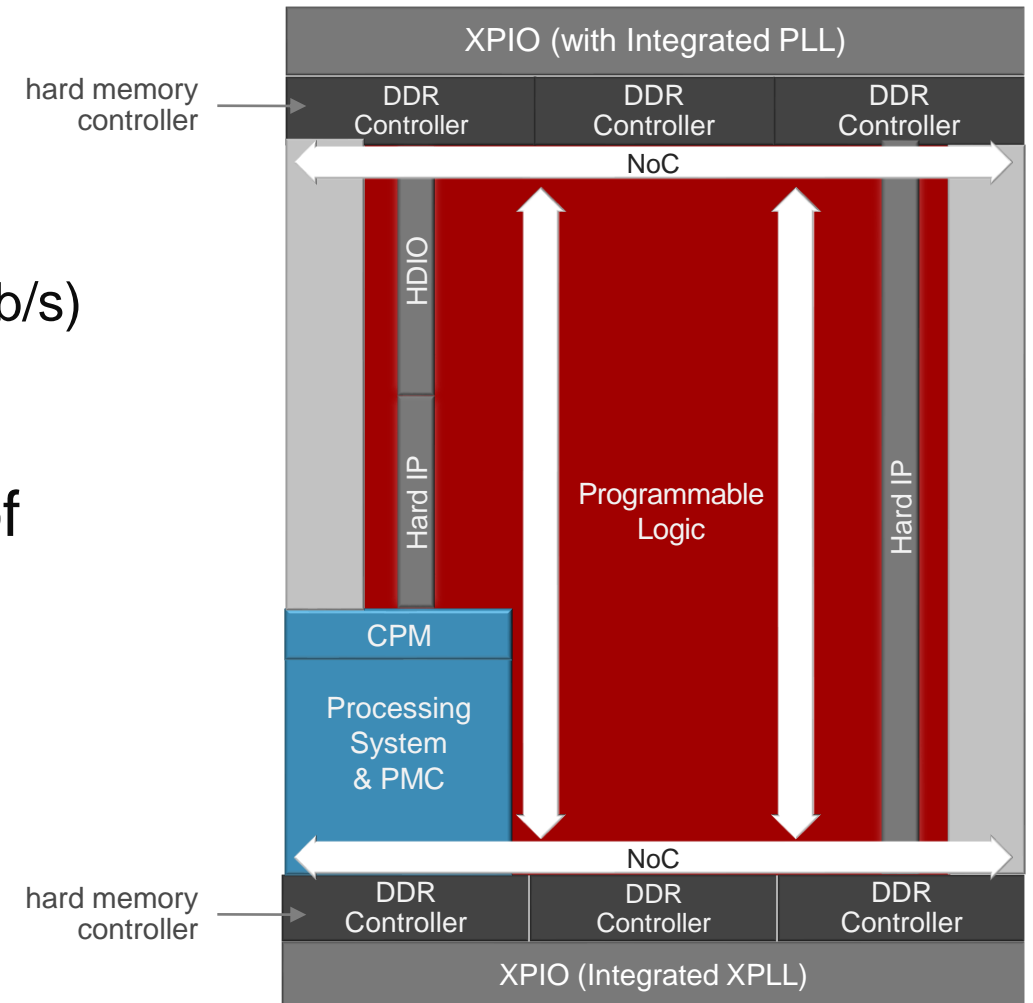 XPIO (with Integrated PLL)
hard memory
controller
DDR
Controller
DDR
Controller
DDR
Controller
NoC
HDIO
b/s)
Hard IP
Programmable
Logic
Hard IP
of
CPM
Processing
System
& PMC
NoC
hard memory
controller
DDR
Controller
DDR
Controller
DDR
Controller
XPIO (Integrated XPLL)